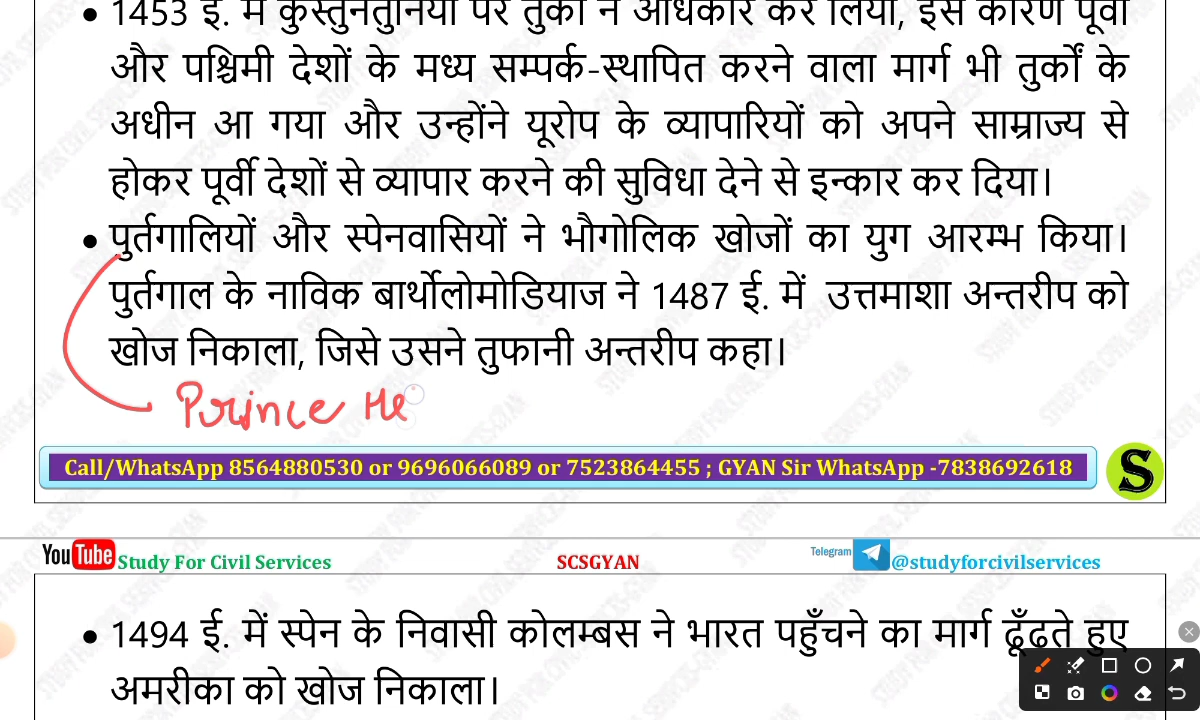 • 1453 ई. में कुस्तुनतुनिया पर तुर्कों ने अधिकार कर लिया, इस कारण पूर्वी
और पश्चिमी देशों के मध्य सम्पर्क-स्थापित करने वाला मार्ग भी तुर्कों के
अधीन आ गया और उन्होंने यूरोप के व्यापारियों को अपने साम्राज्य से
होकर पूर्वी देशों से व्यापार करने की सुविधा देने से इन्कार कर दिया।
• पुर्तगालियों और स्पेनवासियों ने भौगोलिक खोजों का युग आरम्भ किया।
पुर्तगाल के नाविक बार्थोलोमोडियाज ने 1487 ई. में उत्तमाशा अन्तरीप को
खोज निकाला, जिसे उसने तुफानी अन्तरीप कहा।
Prince He
Call/WhatsApp 8564880530 or 9696066089 or 7523864455 ; GYAN Sir WhatsApp -7838692618
S
YouTube Study For Civil Services SCSGYAN Telegram @studyforcivilservices
• 1494 ई. में स्पेन के निवासी कोलम्बस ने भारत पहुँचने का मार्ग ढूँढते हुए
अमरीका को खोज निकाला।